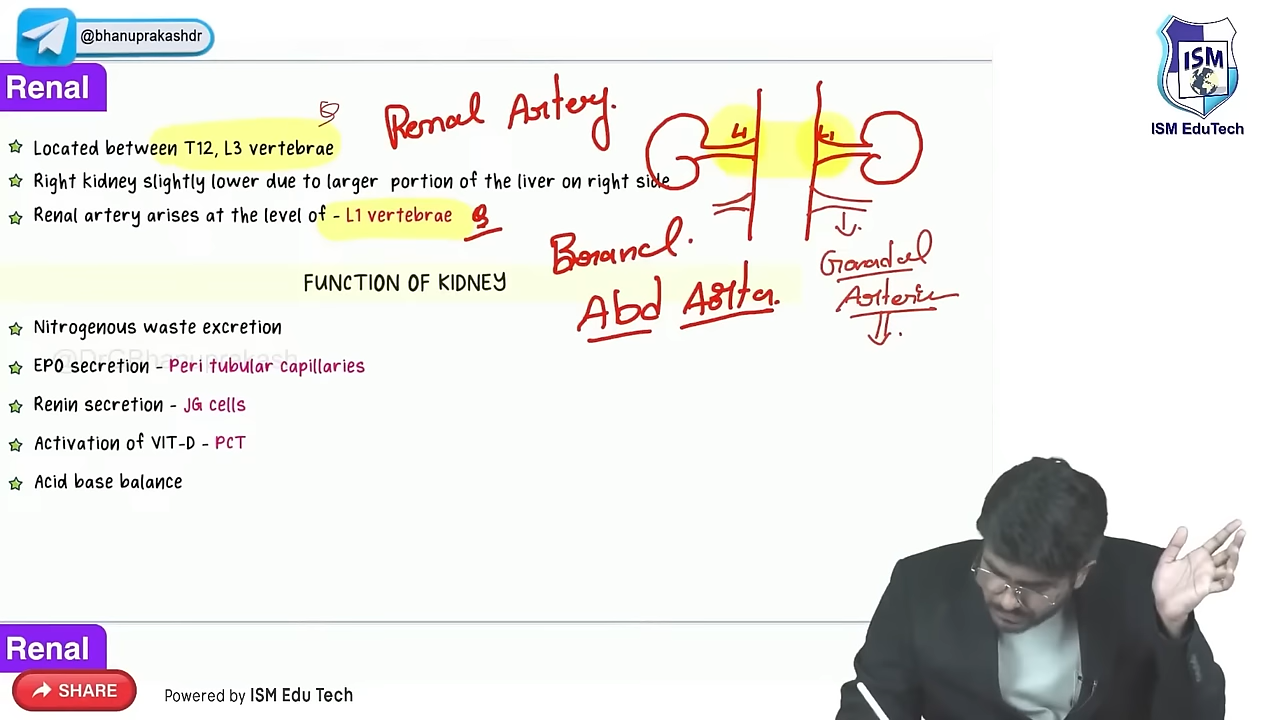 @bhanuprakashdr
ISM
ISM EduTech
Renal
Renal Artery.
Located between T12, L3 vertebrae
Right kidney slightly lower due to larger portion of the liver on right side
Renal artery arises at the level of - L1 vertebrae
L1
Abd Aorta.
Gonadal
FUNCTION OF KIDNEY
Nitrogenous waste excretion
@DrGBhanuprakash
EPO secretion - Peri tubular capillaries
Renin secretion - JG cells
Activation of VIT-D - PCT
Acid base balance
Renal
SHARE
Powered by ISM Edu Tech